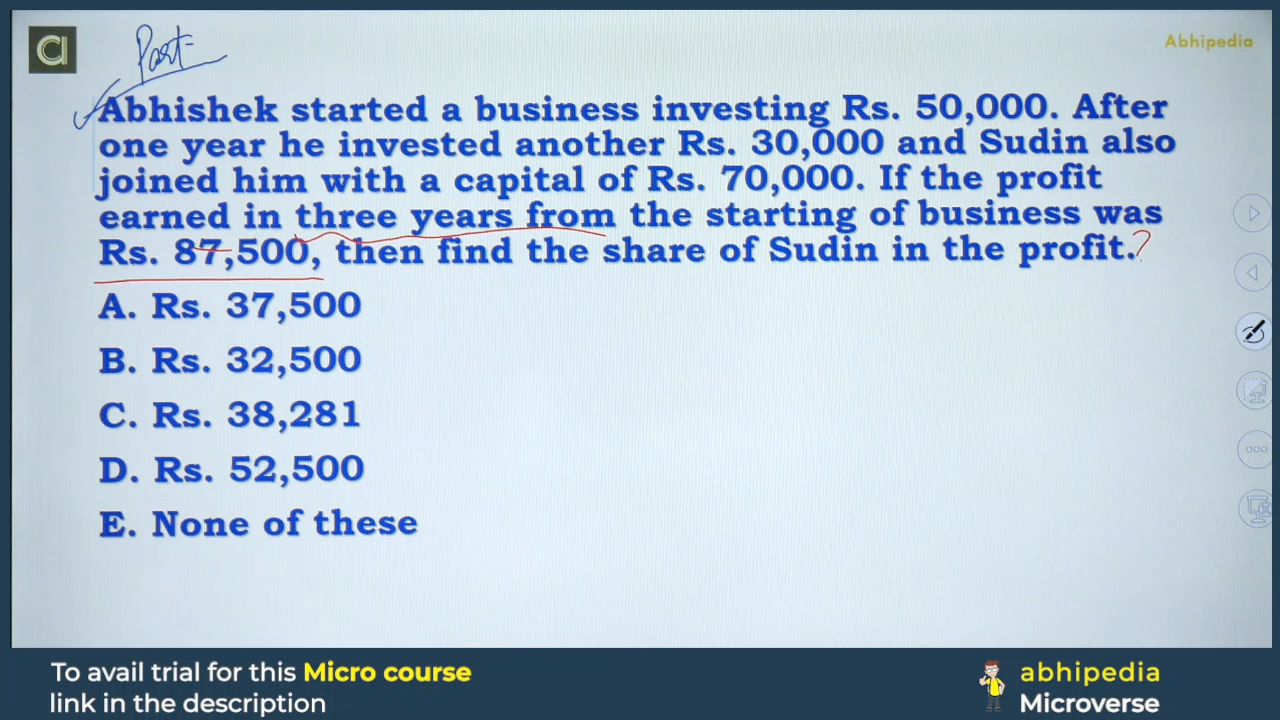 Part-
Abhipedia
Abhishek started a business investing Rs. 50,000. After
one year he invested another Rs. 30,000 and Sudin also
joined him with a capital of Rs. 70,000. If the profit
earned in three years from the starting of business was
Rs. 87,500, then find the share of Sudin in the profit.?
A. Rs. 37,500
B. Rs. 32,500
C. Rs. 38,281
D. Rs. 52,500
E. None of these
To avail trial for this Micro course
link in the description
abhipedia
Microverse